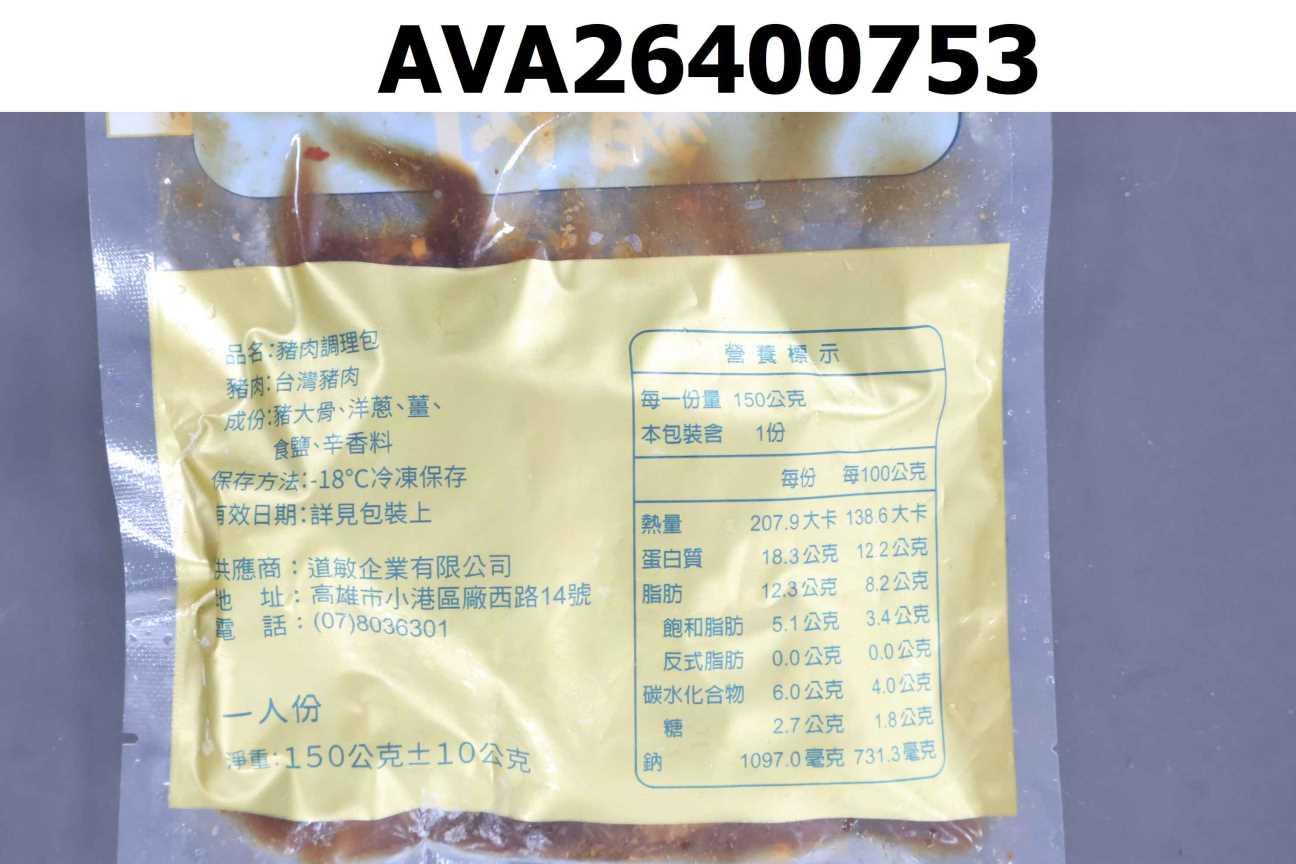 AVA26400753
品名:豬肉調理包
豬肉:台灣豬肉
成份:豬大骨、洋蔥、薑、
食鹽、辛香料
保存方法:-18°C冷凍保存
有效日期:詳見包裝上
供應商：道敏企業有限公司
地 址：高雄市小港區廠西路14號
電 話：(07)8036301
一人份
淨重:150公克±10公克
營養標示
每一份量 150公克
本包裝含 1份
每份 每100公克
熱量 207.9大卡 138.6大卡
蛋白質 18.3公克 12.2公克
脂肪 12.3公克 8.2公克
飽和脂肪 5.1公克 3.4公克
反式脂肪 0.0公克 0.0公克
碳水化合物 6.0公克 4.0公克
糖 2.7公克 1.8公克
鈉 1097.0毫克 731.3毫克